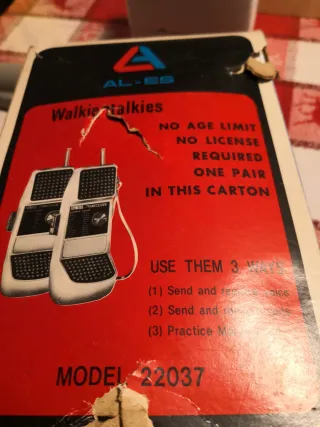 AL-ES
Walkie talkies
NO AGE LIMIT
NO LICENSE
REQUIRED
ONE PAIR
IN THIS CARTON
USE THEM 3 WAYS
(1) Send and voice
(2) Send and
(3) Practice
MODEL 22037